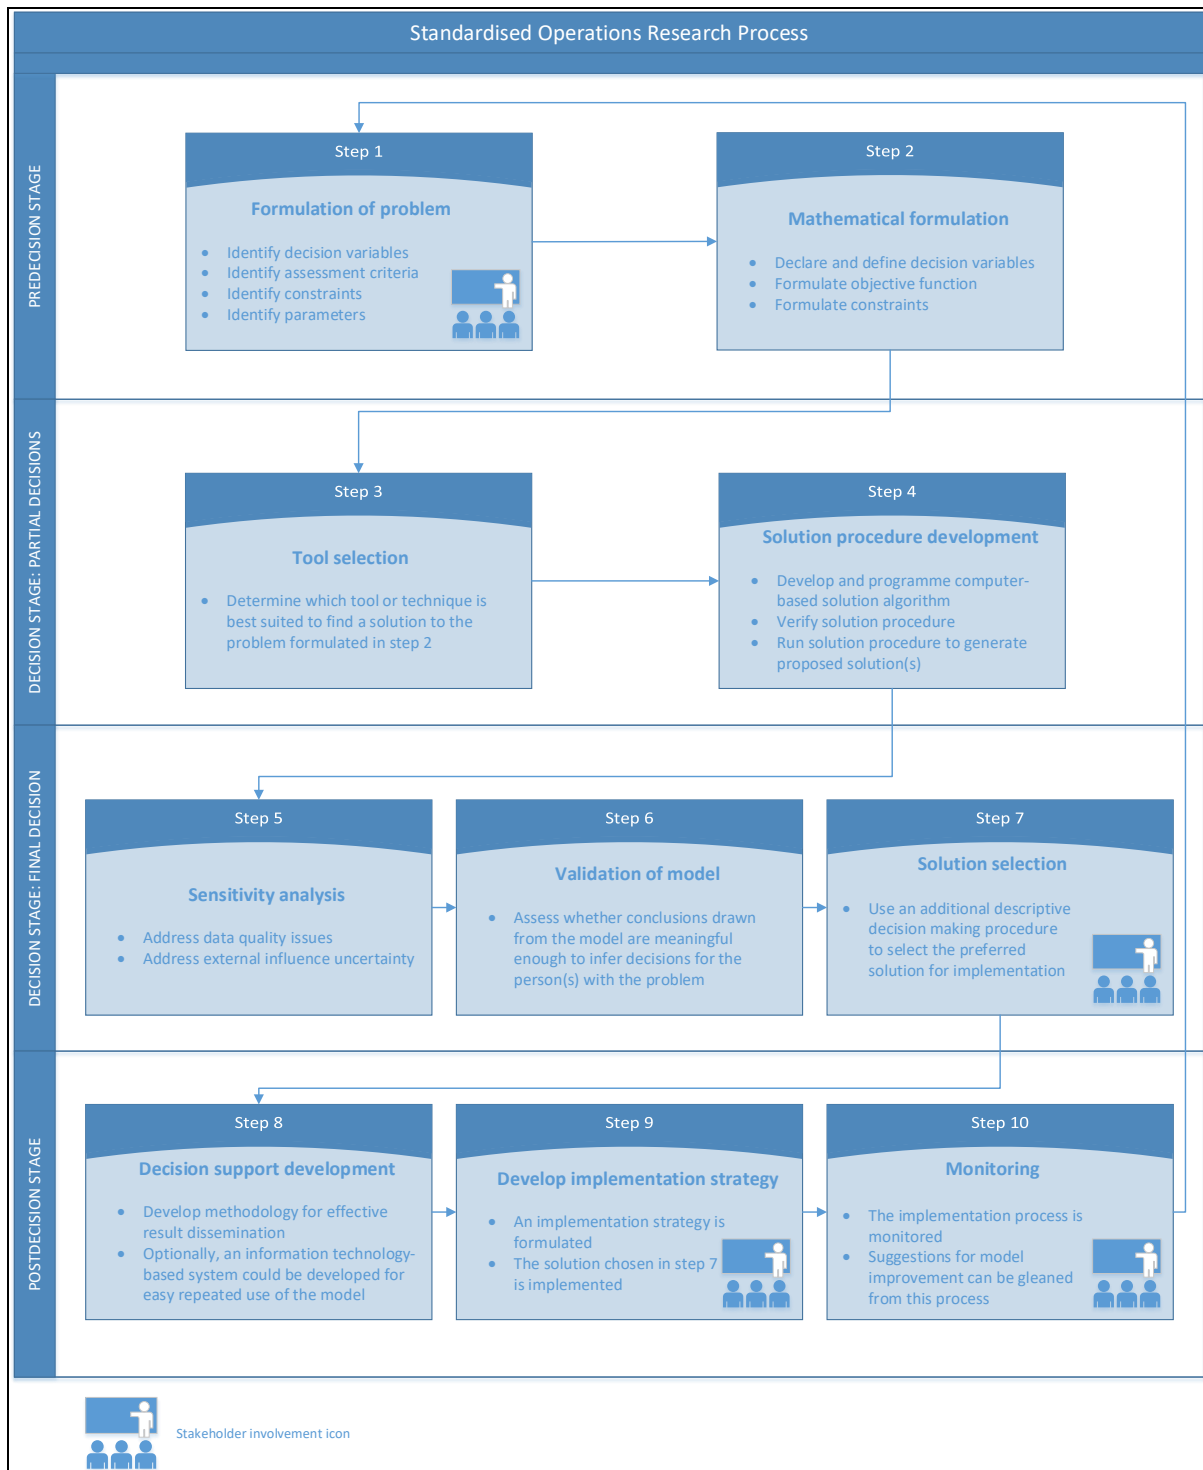 Standardised Operations Research Process
PREDECISION STAGE
Step 1
Formulation of problem
• Identify decision variables
• Identify assessment criteria
• Identify constraints
• Identify parameters
Step 2
Mathematical formulation
• Declare and define decision variables
• Formulate objective function
• Formulate constraints
DECISION STAGE: PARTIAL DECISIONS
Step 3
Tool selection
• Determine which tool or technique is
best suited to find a solution to the
problem formulated in step 2
Step 4
Solution procedure development
• Develop and programme computer-
based solution algorithm
• Verify solution procedure
• Run solution procedure to generate
proposed solution(s)
DECISION STAGE: FINAL DECISION
Step 5
Sensitivity analysis
• Address data quality issues
• Address external influence uncertainty
Step 6
Validation of model
• Assess whether conclusions drawn
from the model are meaningful
enough to infer decisions for the
person(s) with the problem
Step 7
Solution selection
• Use an additional descriptive
decision making procedure
to select the preferred
solution for implementation
POSTDECISION STAGE
Step 8
Decision support development
• Develop methodology for effective
result dissemination
• Optionally, an information technology-
based system could be developed for
easy repeated use of the model
Step 9
Develop implementation strategy
• An implementation strategy is
formulated
• The solution chosen in step 7
is implemented
Step 10
Monitoring
• The implementation process is
monitored
• Suggestions for model
improvement can be gleaned
from this process
Stakeholder involvement icon